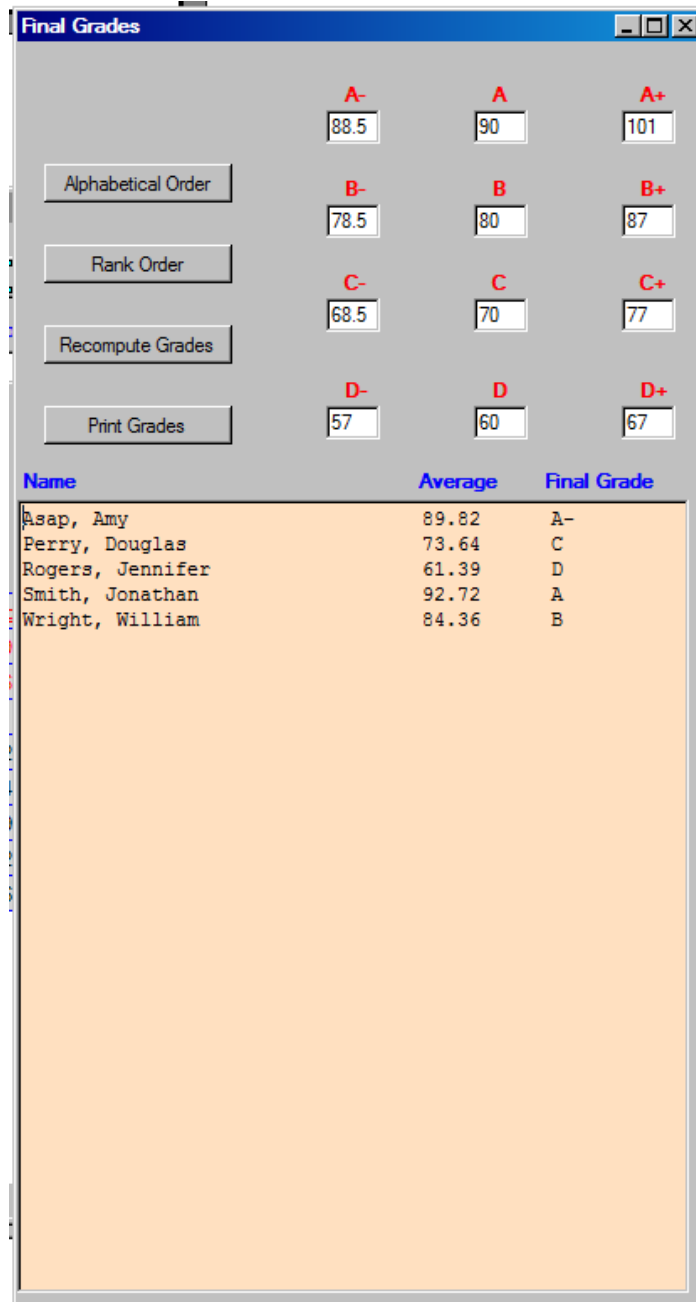 Final Grades
A- A A+
88.5 90 101
Alphabetical Order
B- B B+
78.5 80 87
Rank Order
C- C C+
68.5 70 77
Recompute Grades
D- D D+
57 60 67
Print Grades
Name Average Final Grade
Asap, Amy 89.82 A-
Perry, Douglas 73.64 C
Rogers, Jennifer 61.39 D
Smith, Jonathan 92.72 A
Wright, William 84.36 B